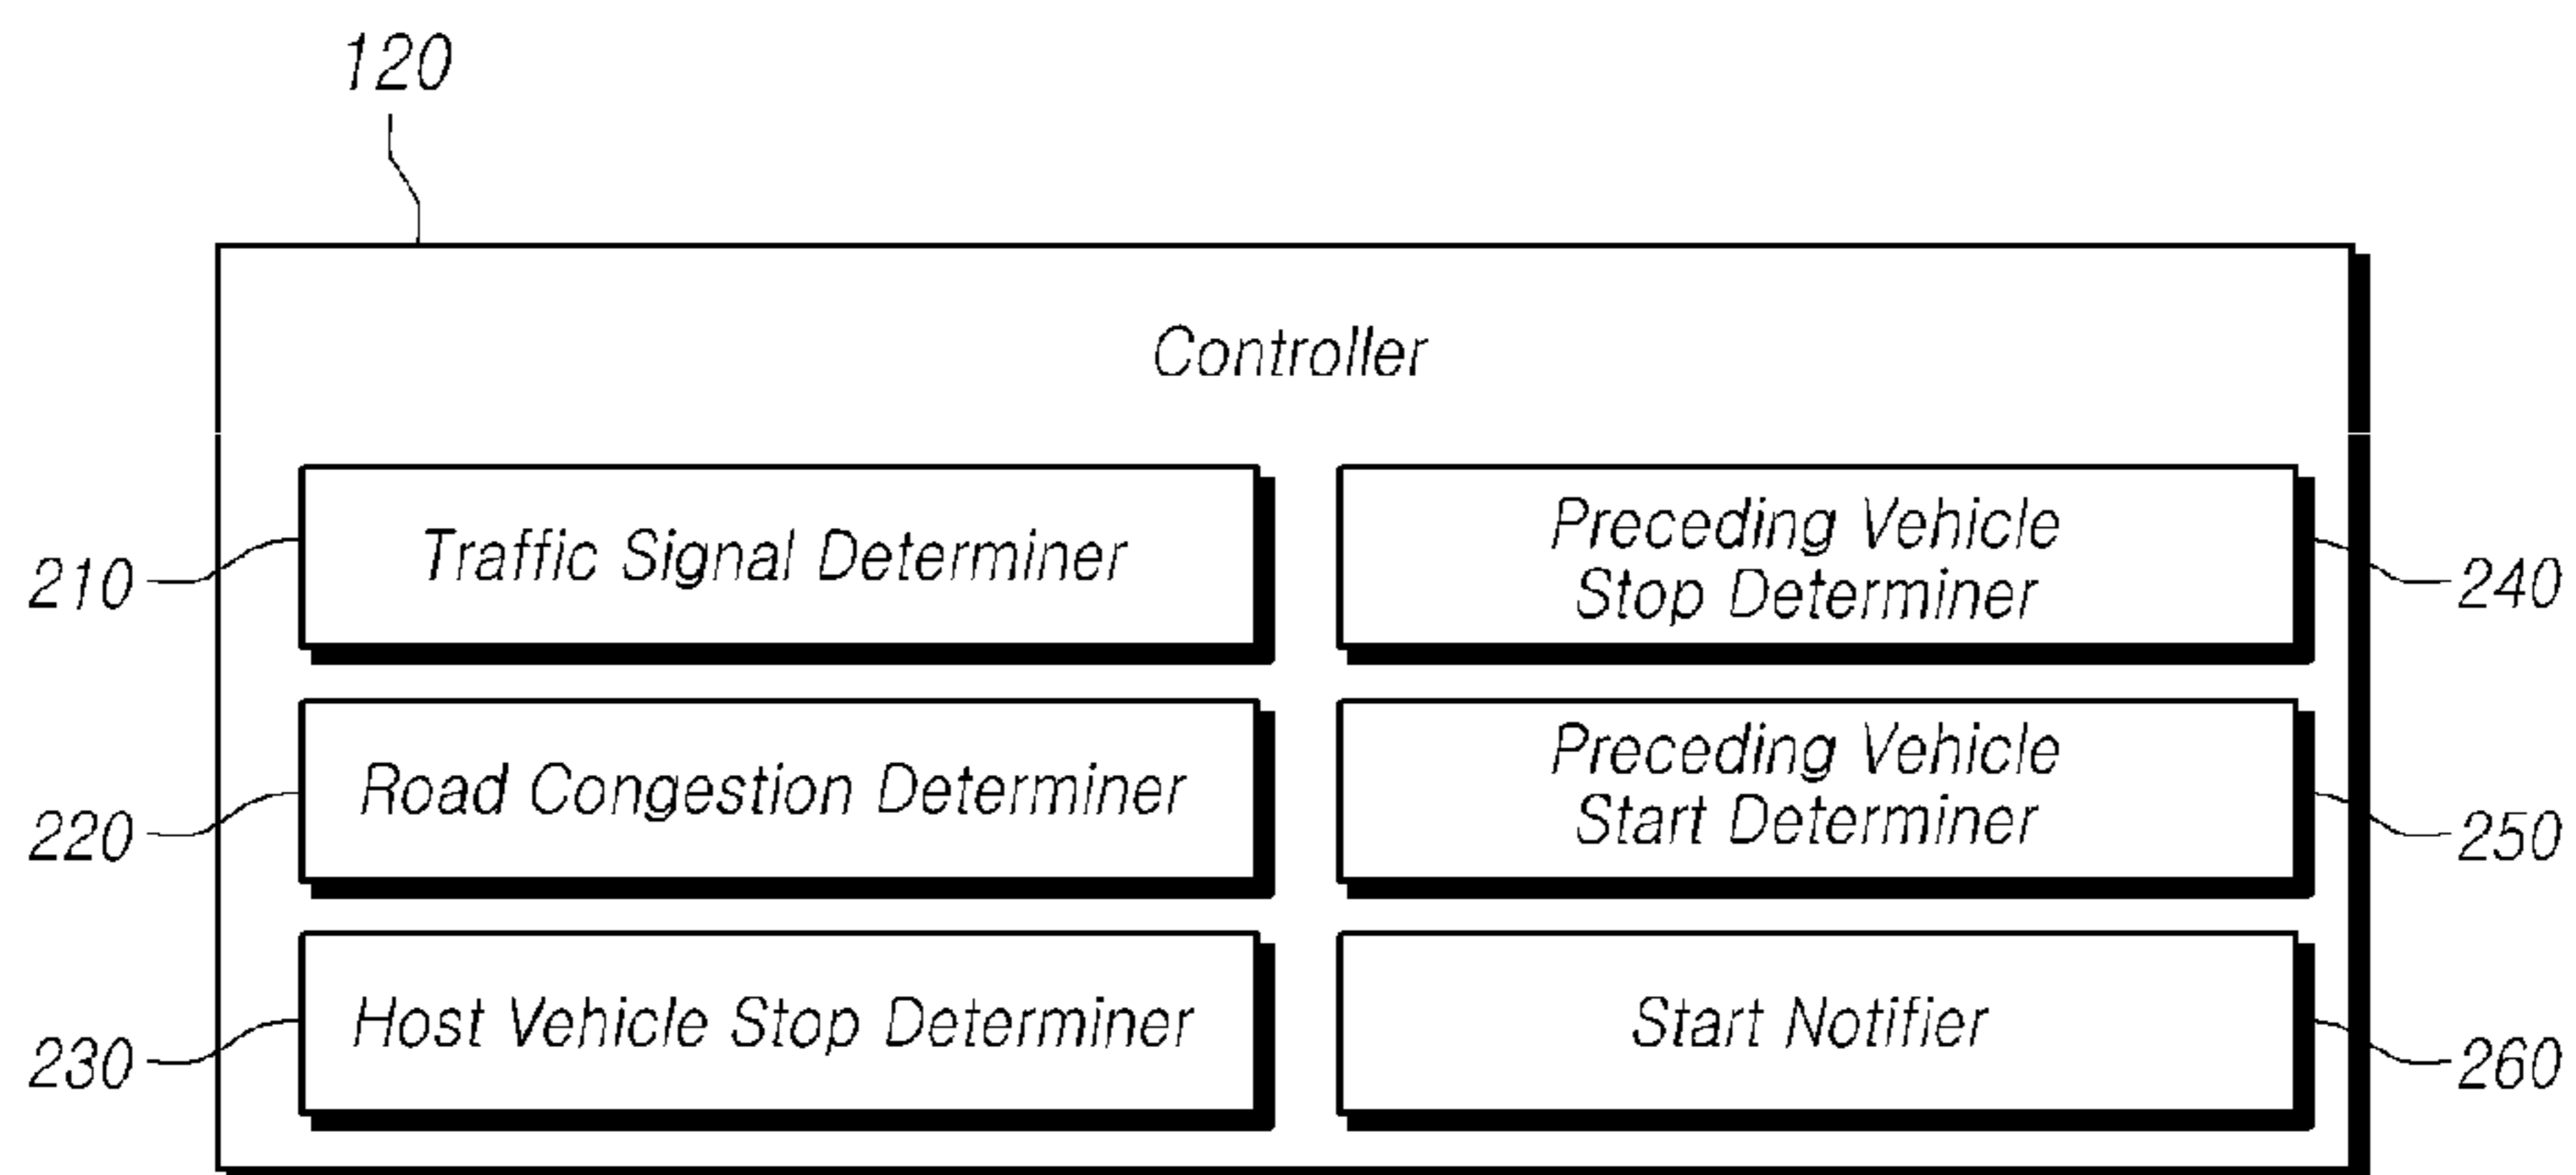 120
Controller
210
Traffic Signal Determiner
Preceding Vehicle
Stop Determiner
240
220
Road Congestion Determiner
Preceding Vehicle
Start Determiner
250
230
Host Vehicle Stop Determiner
Start Notifier
260